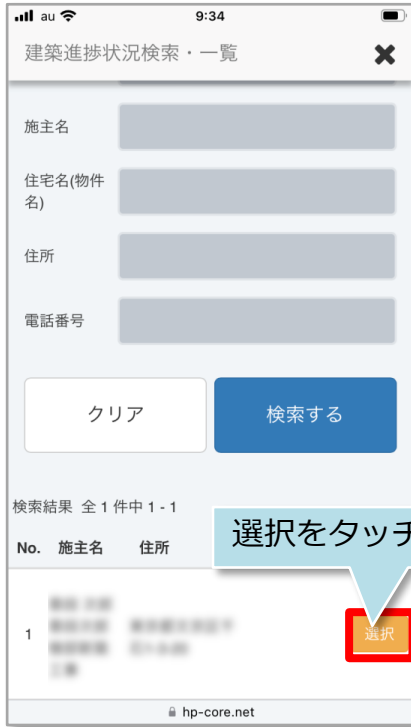 au 9:34
建築進捗状況検索・一覧
施主名
住宅名(物件
名)
住所
電話番号
クリア 検索する
検索結果 全 1 件中 1 - 1
選択をタッチ
No. 施主名 住所
1 選択
hp-core.net